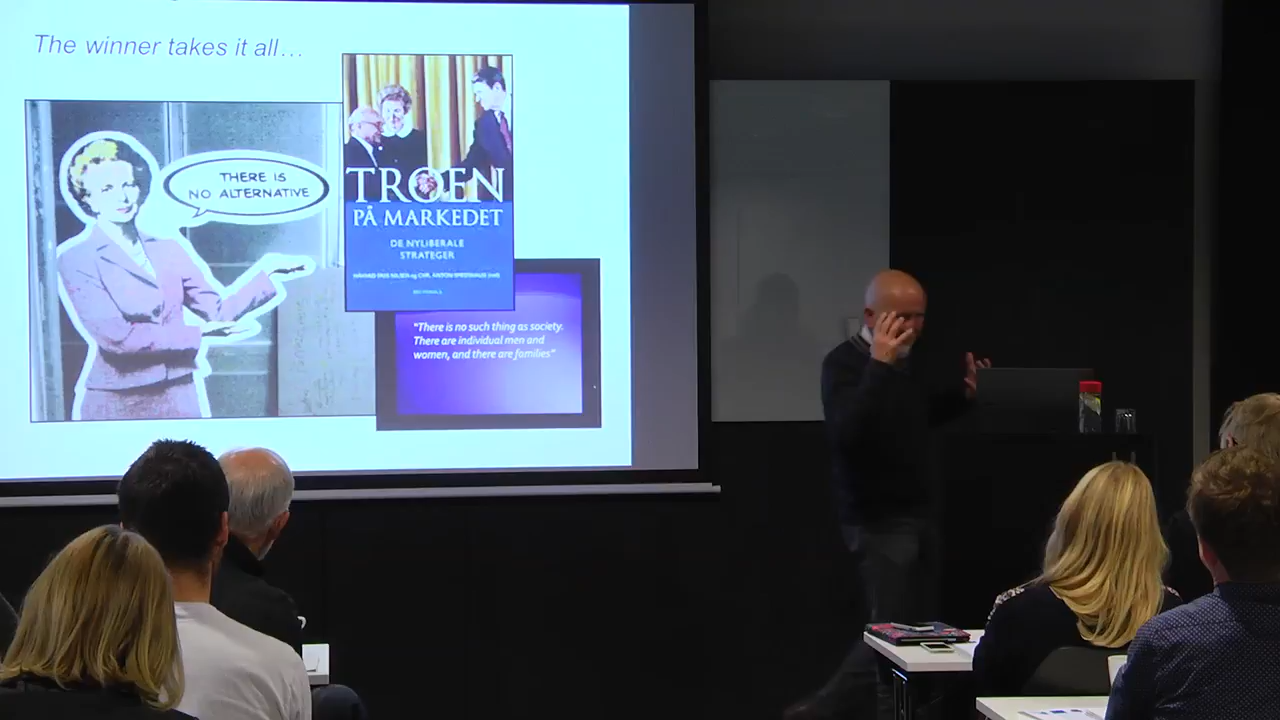 The winner takes it all...
THERE IS
NO ALTERNATIVE
TROEN
PÅ MARKEDET
DE NYLIBERALE
STRATEGER
"There is no such thing as society.
There are individual men and
women, and there are families"